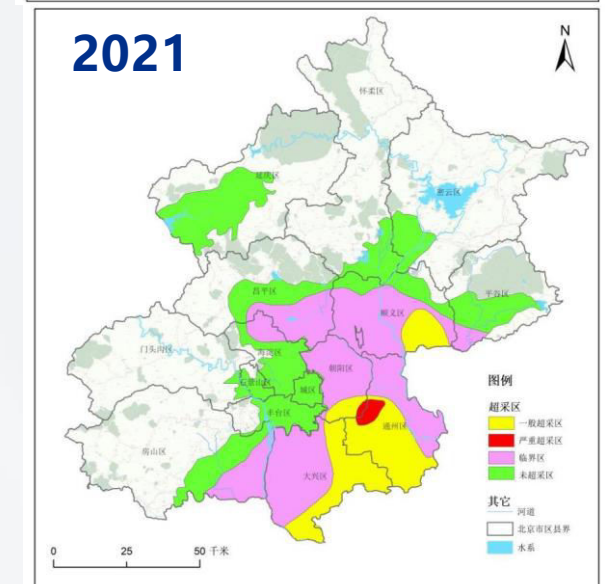 2021
N
怀柔区
延庆区
密云区
昌平区
平谷区
顺义区
门头沟区
海淀区
朝阳区
石景山区
城区
丰台区
通州区
房山区
大兴区
图例
超采区
一般超采区
严重超采区
临界区
未超采区
其它
河道
北京市区县界
水系
0 25 50 千米